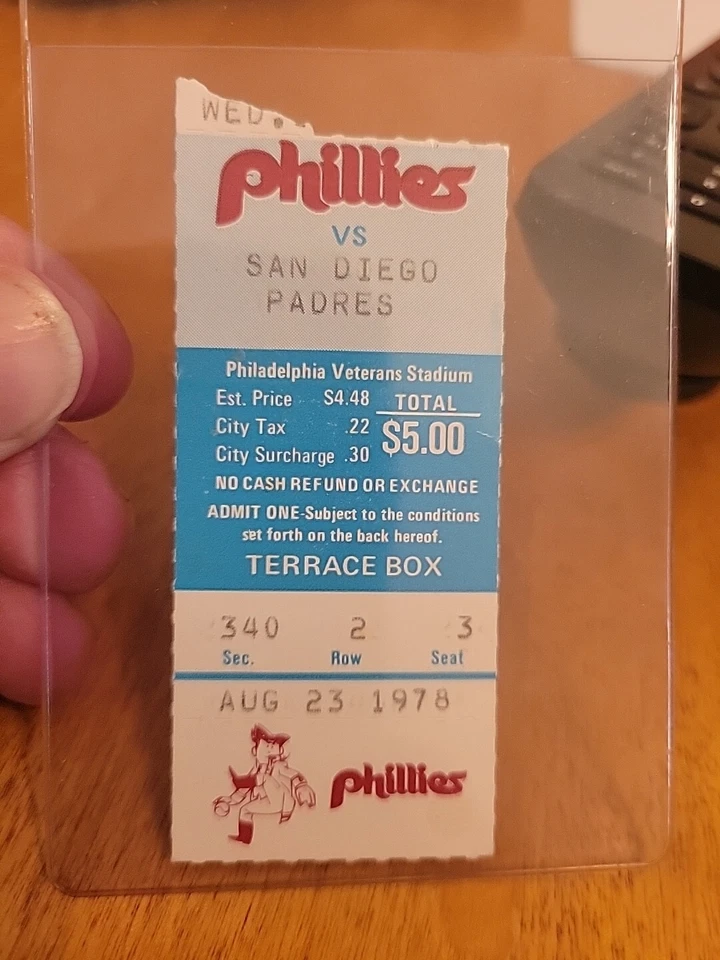 WED.
phillies
VS
SAN DIEGO
PADRES
Philadelphia Veterans Stadium
Est. Price $4.48 TOTAL
City Tax .22 $5.00
City Surcharge .30
NO CASH REFUND OR EXCHANGE
ADMIT ONE-Subject to the conditions
set forth on the back hereof.
TERRACE BOX
340 2 3
Sec. Row Seat
AUG 23 1978
phillies